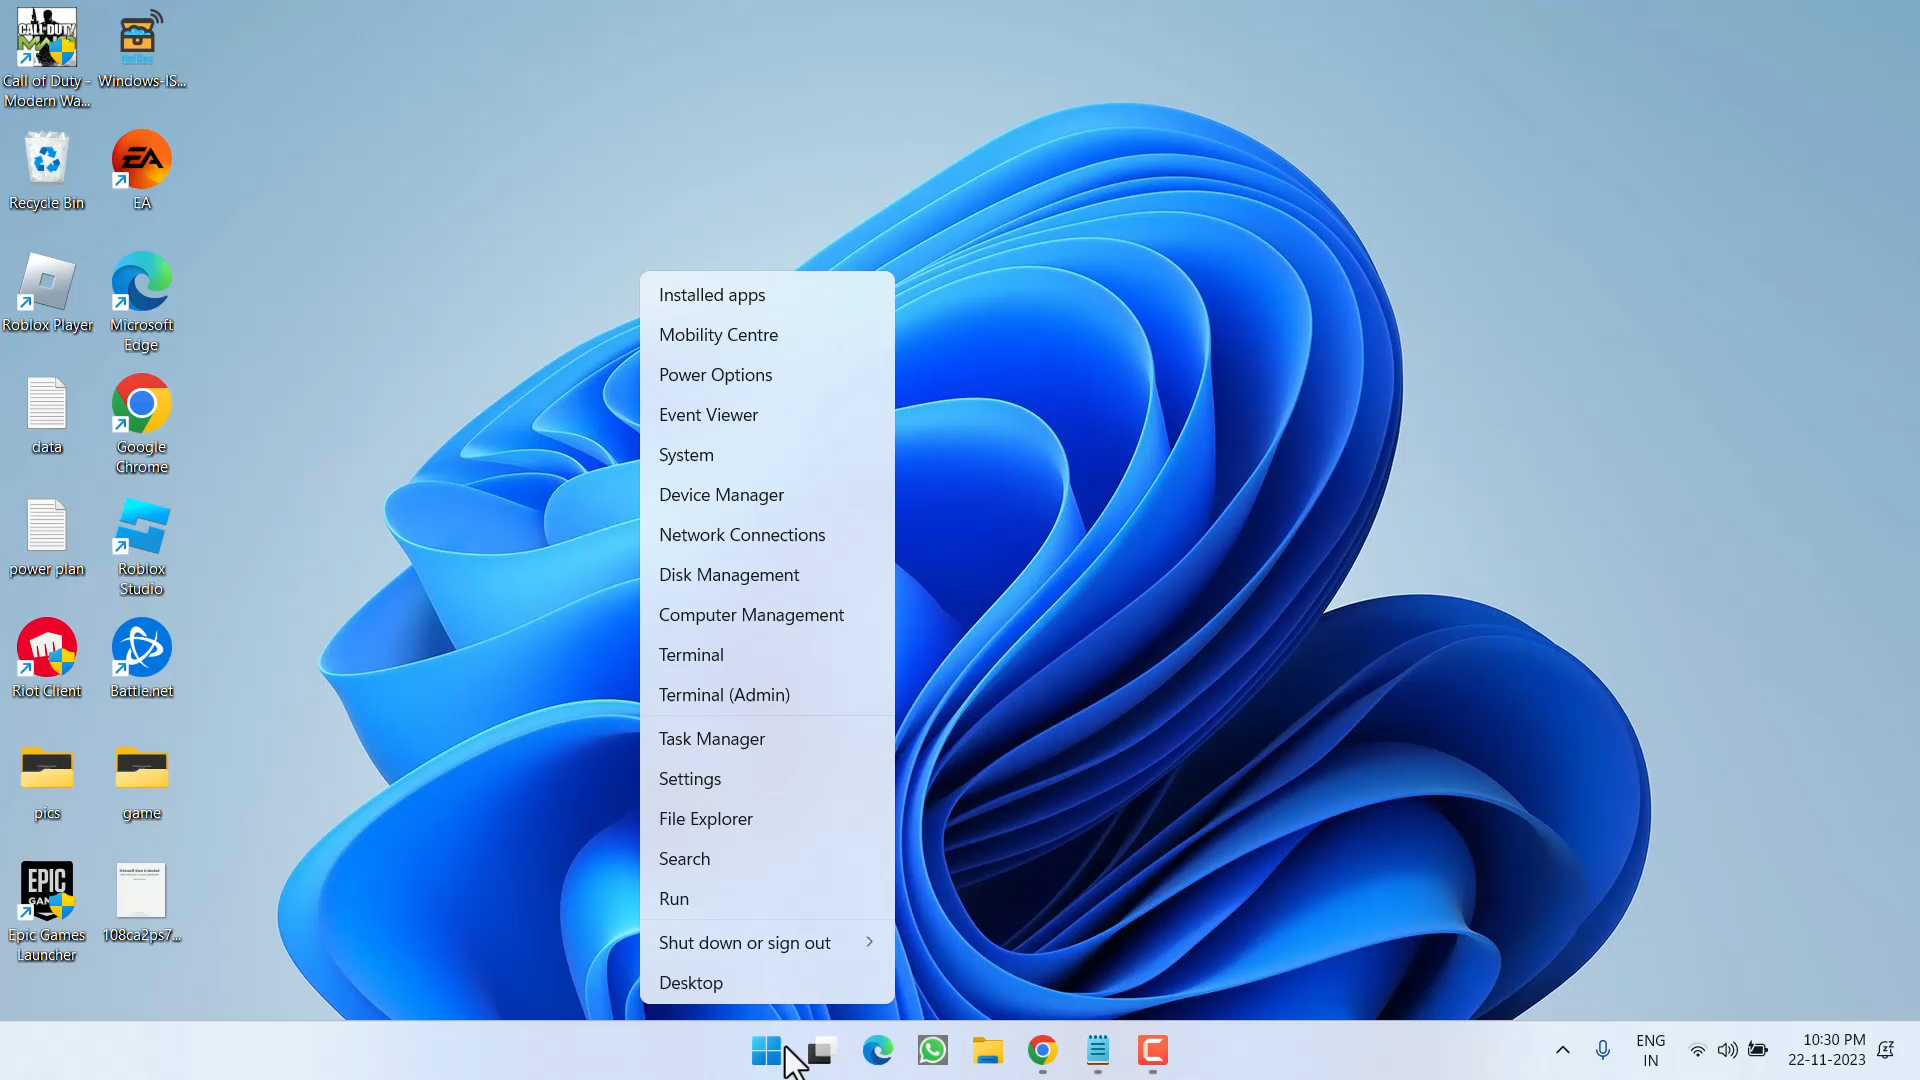 Call of Duty -
Modern Wa...
Windows-IS...
Recycle Bin
EA
Roblox Player
Microsoft
Edge
data
Google
Chrome
power plan
Roblox
Studio
Riot Client
Battle.net
pics
game
EPIC
Epic Games
Launcher
108ca2ps7...
Installed apps
Mobility Centre
Power Options
Event Viewer
System
Device Manager
Network Connections
Disk Management
Computer Management
Terminal
Terminal (Admin)
Task Manager
Settings
File Explorer
Search
Run
Shut down or sign out
Desktop
ENG
IN
10:30 PM
22-11-2023